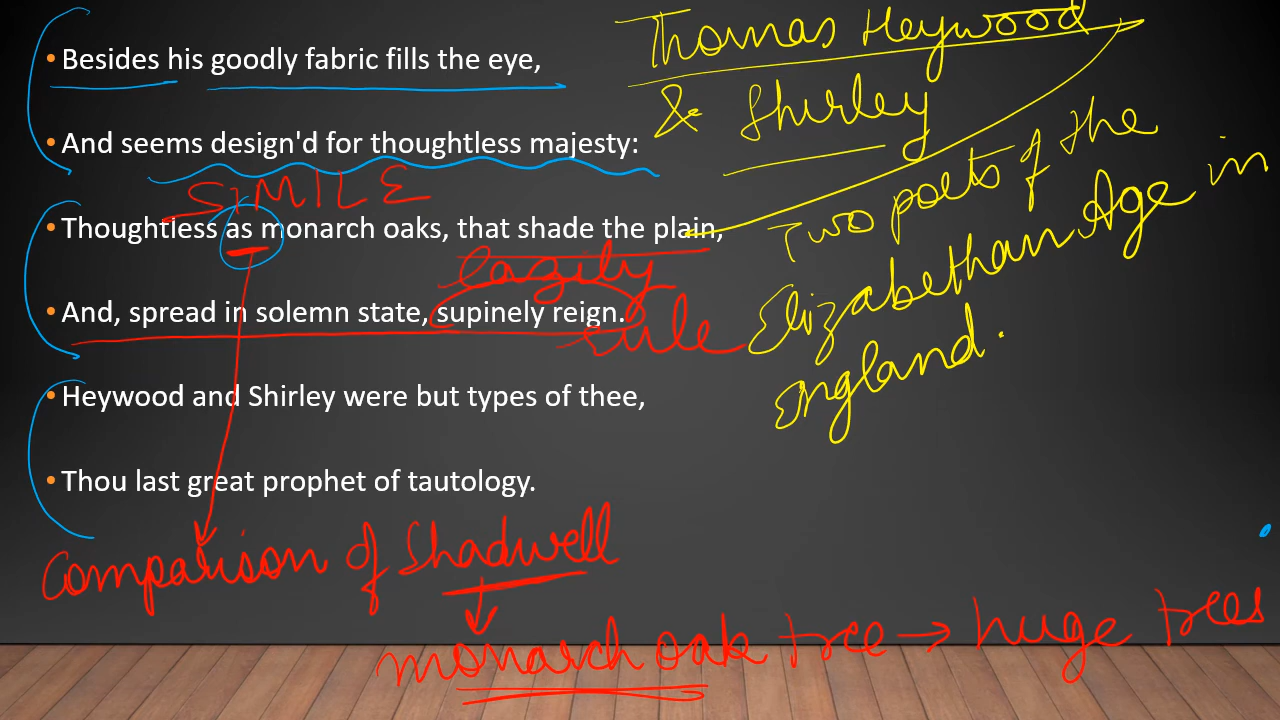 Thomas Heywood
• Besides his goodly fabric fills the eye,
& Shirley
• And seems design'd for thoughtless majesty:
Two poets of the
Elizabethan Age in
England.
SIMILE
• Thoughtless as monarch oaks, that shade the plain,
lazily
• And, spread in solemn state, supinely reign.
rule
• Heywood and Shirley were but types of thee,
• Thou last great prophet of tautology.
Comparison of Shadwell
monarch oak tree → huge trees